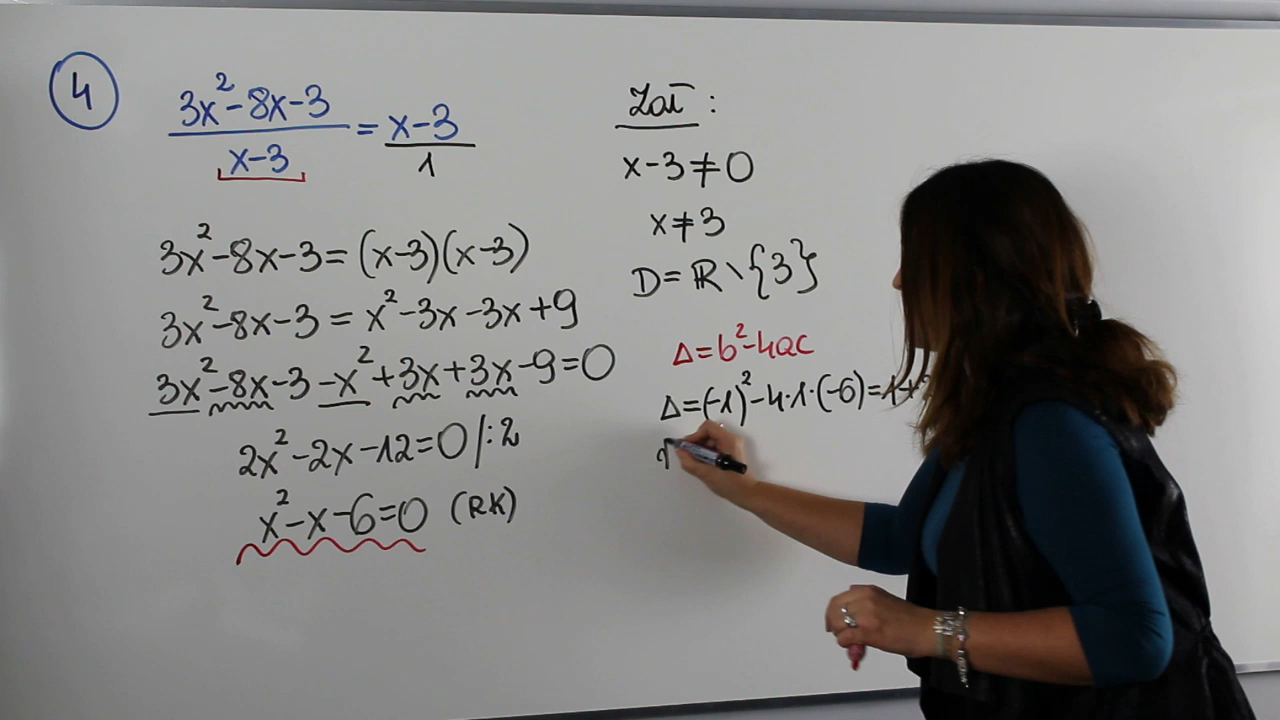 4
3x²-8x-3 / x-3 = x-3 / 1
3x²-8x-3=(x-3)(x-3)
3x²-8x-3=x²-3x-3x+9
3x²-8x-3-x²+3x+3x-9=0
2x²-2x-12=0 |:2
x²-x-6=0 (RK)
Zał:
x-3≠0
x≠3
D=ℝ\{3}
Δ=b²-4ac
Δ=(-1)²-4·1·(-6)=1+